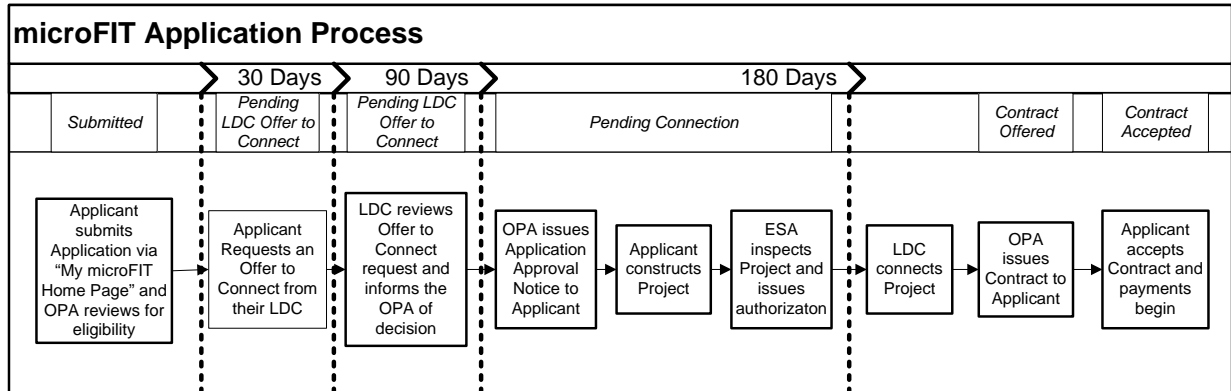 microFIT Application Process
30 Days
90 Days
180 Days
Submitted
Pending
LDC Offer to
Connect
Pending LDC
Offer to
Connect
Pending Connection
Contract
Offered
Contract
Accepted
Applicant
submits
Application via
“My microFIT
Home Page” and
OPA reviews for
eligibility
Applicant
Requests an
Offer to
Connect from
their LDC
LDC reviews
Offer to
Connect
request and
informs the
OPA of
decision
OPA issues
Application
Approval
Notice to
Applicant
Applicant
constructs
Project
ESA
inspects
Project and
issues
authorizaton
LDC
connects
Project
OPA
issues
Contract to
Applicant
Applicant
accepts
Contract and
payments
begin